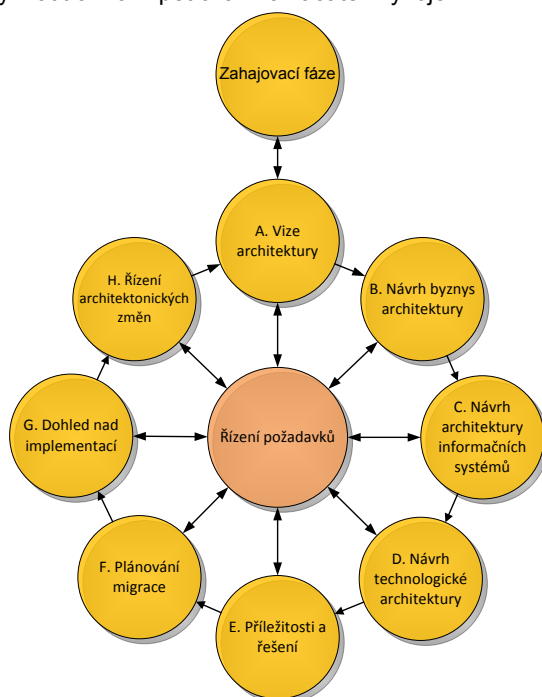 Zahajovací fáze
A. Vize
architektury
B. Návrh byznys
architektury
C. Návrh
architektury
informačních
systémů
D. Návrh
technologické
architektury
E. Příležitosti a
řešení
F. Plánování
migrace
G. Dohled nad
implementací
H. Řízení
architektonických
změn
Řízení požadavků